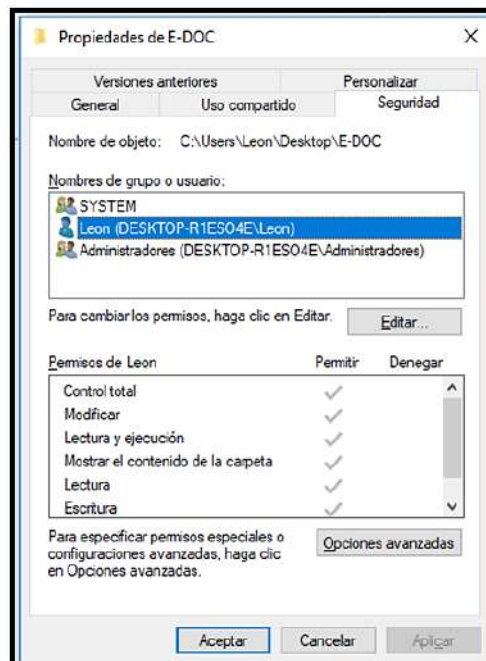 Propiedades de E-DOC
Versiones anteriores Personalizar
General Uso compartido Seguridad
Nombre de objeto: C:\Users\Leon\Desktop\E-DOC
Nombres de grupo o usuario:
SYSTEM
Leon (DESKTOP-R1ESO4E\Leon)
Administradores (DESKTOP-R1ESO4E\Administradores)
Para cambiar los permisos, haga clic en Editar. Editar...
Permisos de Leon Permitir Denegar
Control total
Modificar
Lectura y ejecución
Mostrar el contenido de la carpeta
Lectura
Escritura
Para especificar permisos especiales o
configuraciones avanzadas, haga clic
en Opciones avanzadas.
Opciones avanzadas
Aceptar Cancelar Aplicar